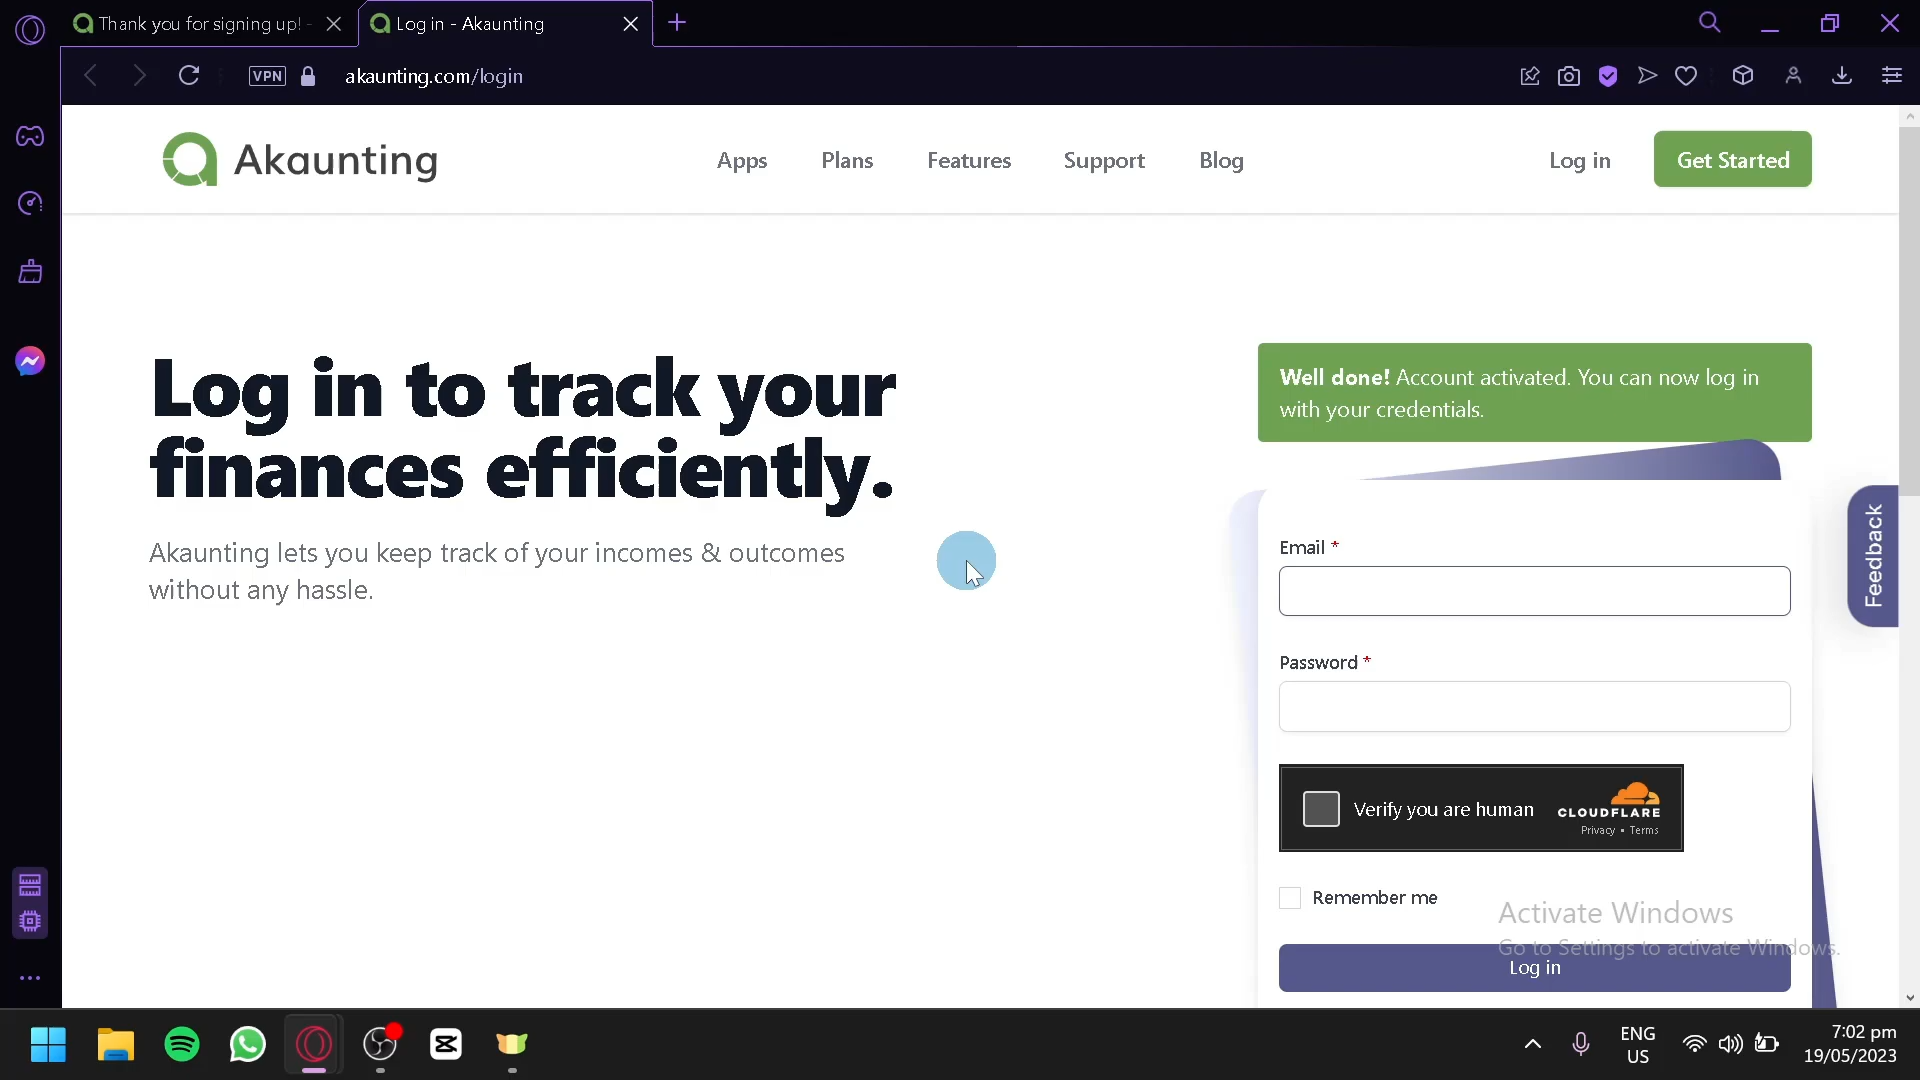 Thank you for signing up! -
Log in - Akaunting
VPN
akaunting.com/login
Akaunting
Apps
Plans
Features
Support
Blog
Log in
Get Started
Log in to track your
finances efficiently.
Akaunting lets you keep track of your incomes & outcomes
without any hassle.
Well done! Account activated. You can now log in
with your credentials.
Email *
Password *
Verify you are human
CLOUDFLARE
Privacy • Terms
Remember me
Log in
Feedback
Activate Windows
Go to Settings to activate Windows.
ENG
US
7:02 pm
19/05/2023